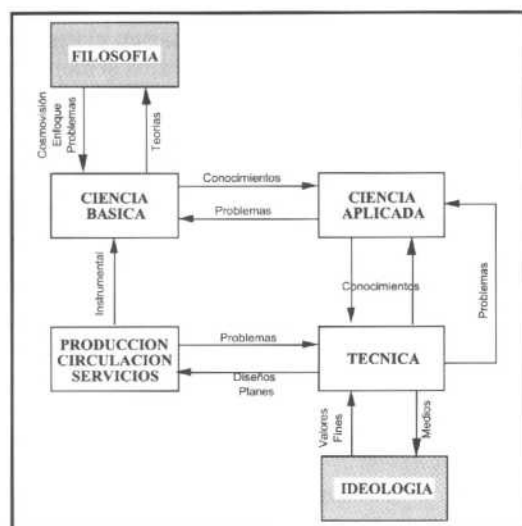 FILOSOFIA
Cosmovisión
Enfoque
Problemas
Teorías
CIENCIA
BASICA
Conocimientos
Problemas
CIENCIA
APLICADA
Instrumental
Conocimientos
Problemas
PRODUCCION
CIRCULACION
SERVICIOS
Problemas
Diseños
Planes
TECNICA
Valores
Fines
Medios
IDEOLOGIA